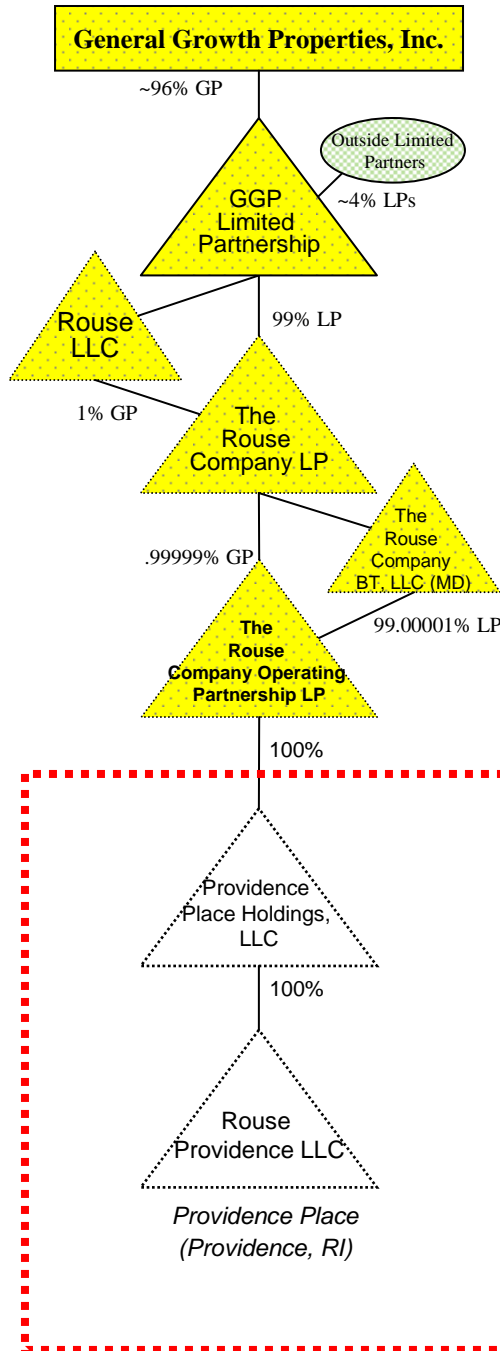 General Growth Properties, Inc.
~96% GP
Outside Limited
Partners
~4% LPs
GGP
Limited
Partnership
Rouse
LLC
99% LP
1% GP
The
Rouse
Company LP
The
Rouse
Company
BT, LLC (MD)
.99999% GP
99.00001% LP
The
Rouse
Company Operating
Partnership LP
100%
Providence
Place Holdings,
LLC
100%
Rouse
Providence LLC
Providence Place
(Providence, RI)